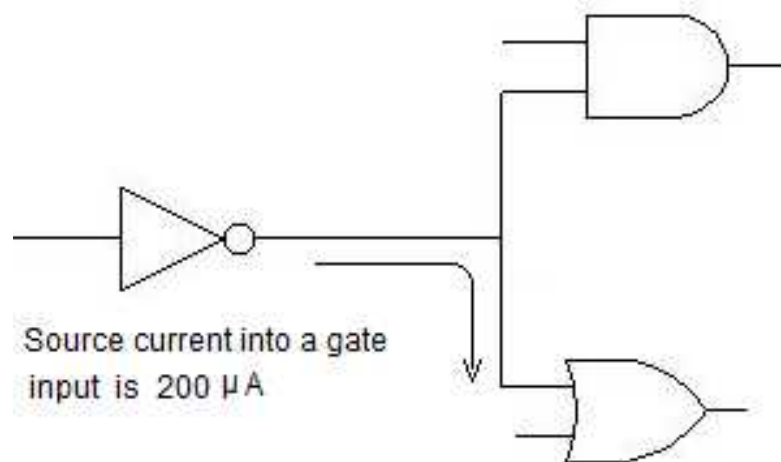 Source current into a gate
input is 200 μA